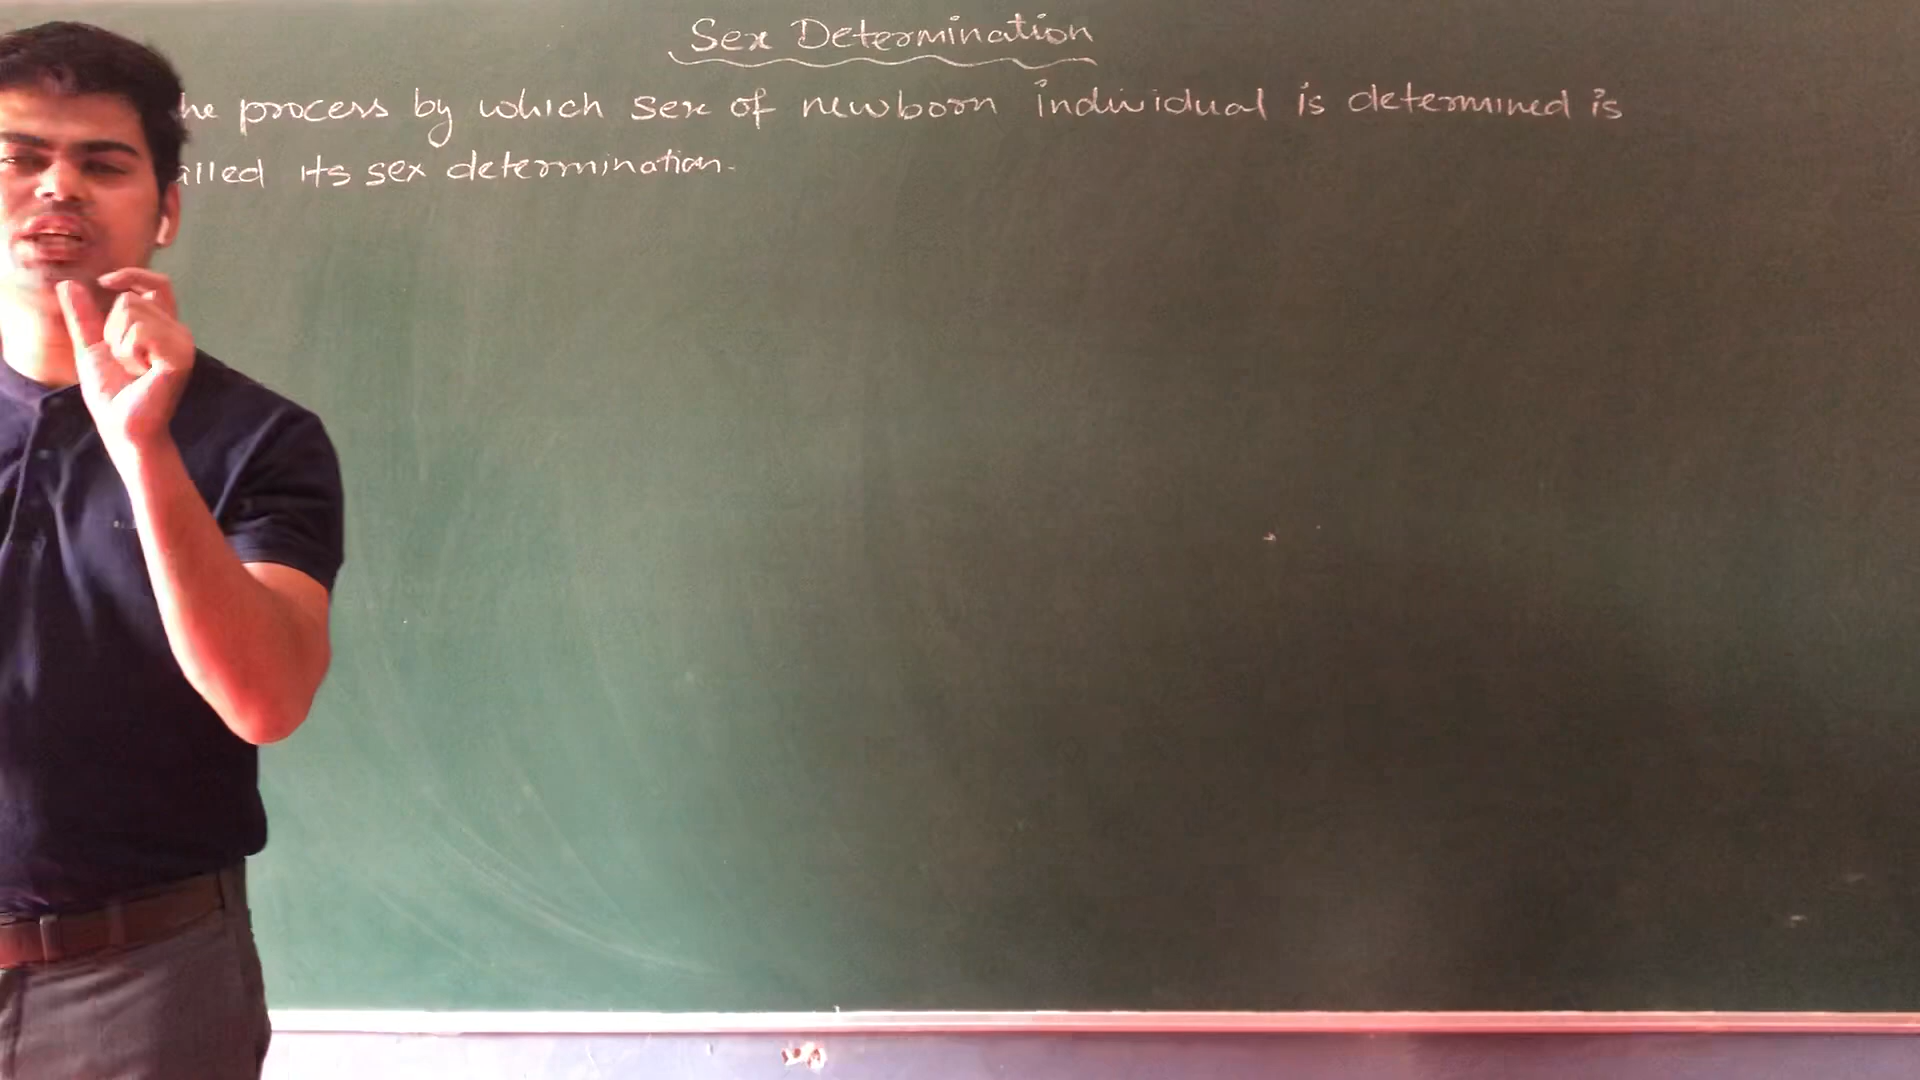 Sex Determination
he process by which sex of newborn individual is determined is
alled its sex determination.